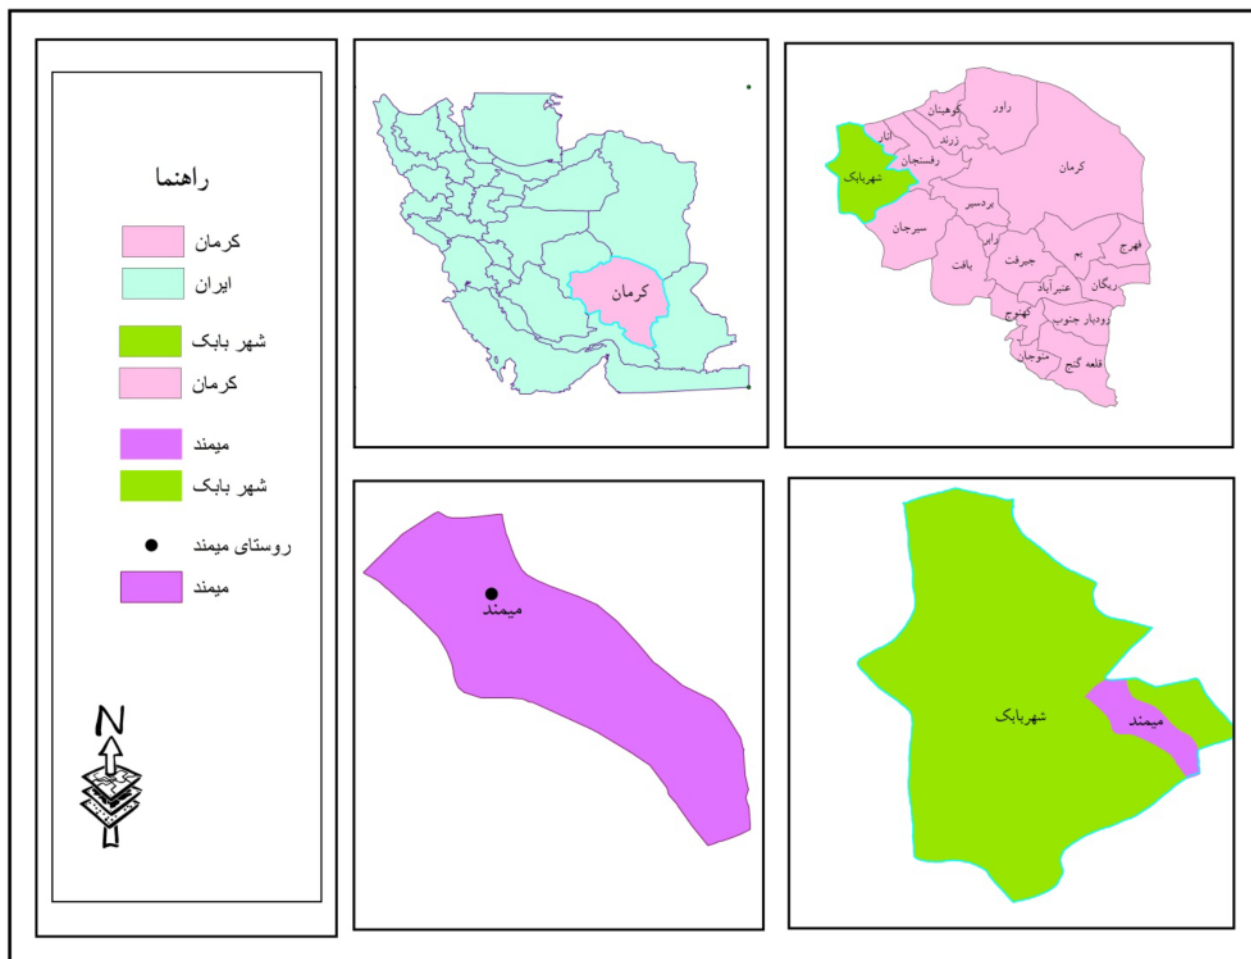 راهنما
کرمان
ایران
شهر بابک
کرمان
میمند
شهر بابک
روستای میمند
میمند
N
کرمان
راور
کوهبنان
زرند
انار
رفسنجان
کرمان
شهربابک
بردسیر
سیرجان
رابر
بافت
جیرفت
بم
فهرج
ریگان
عنبرآباد
کهنوج
رودبار جنوب
منوجان
قلعه گنج
میمند
شهربابک
میمند